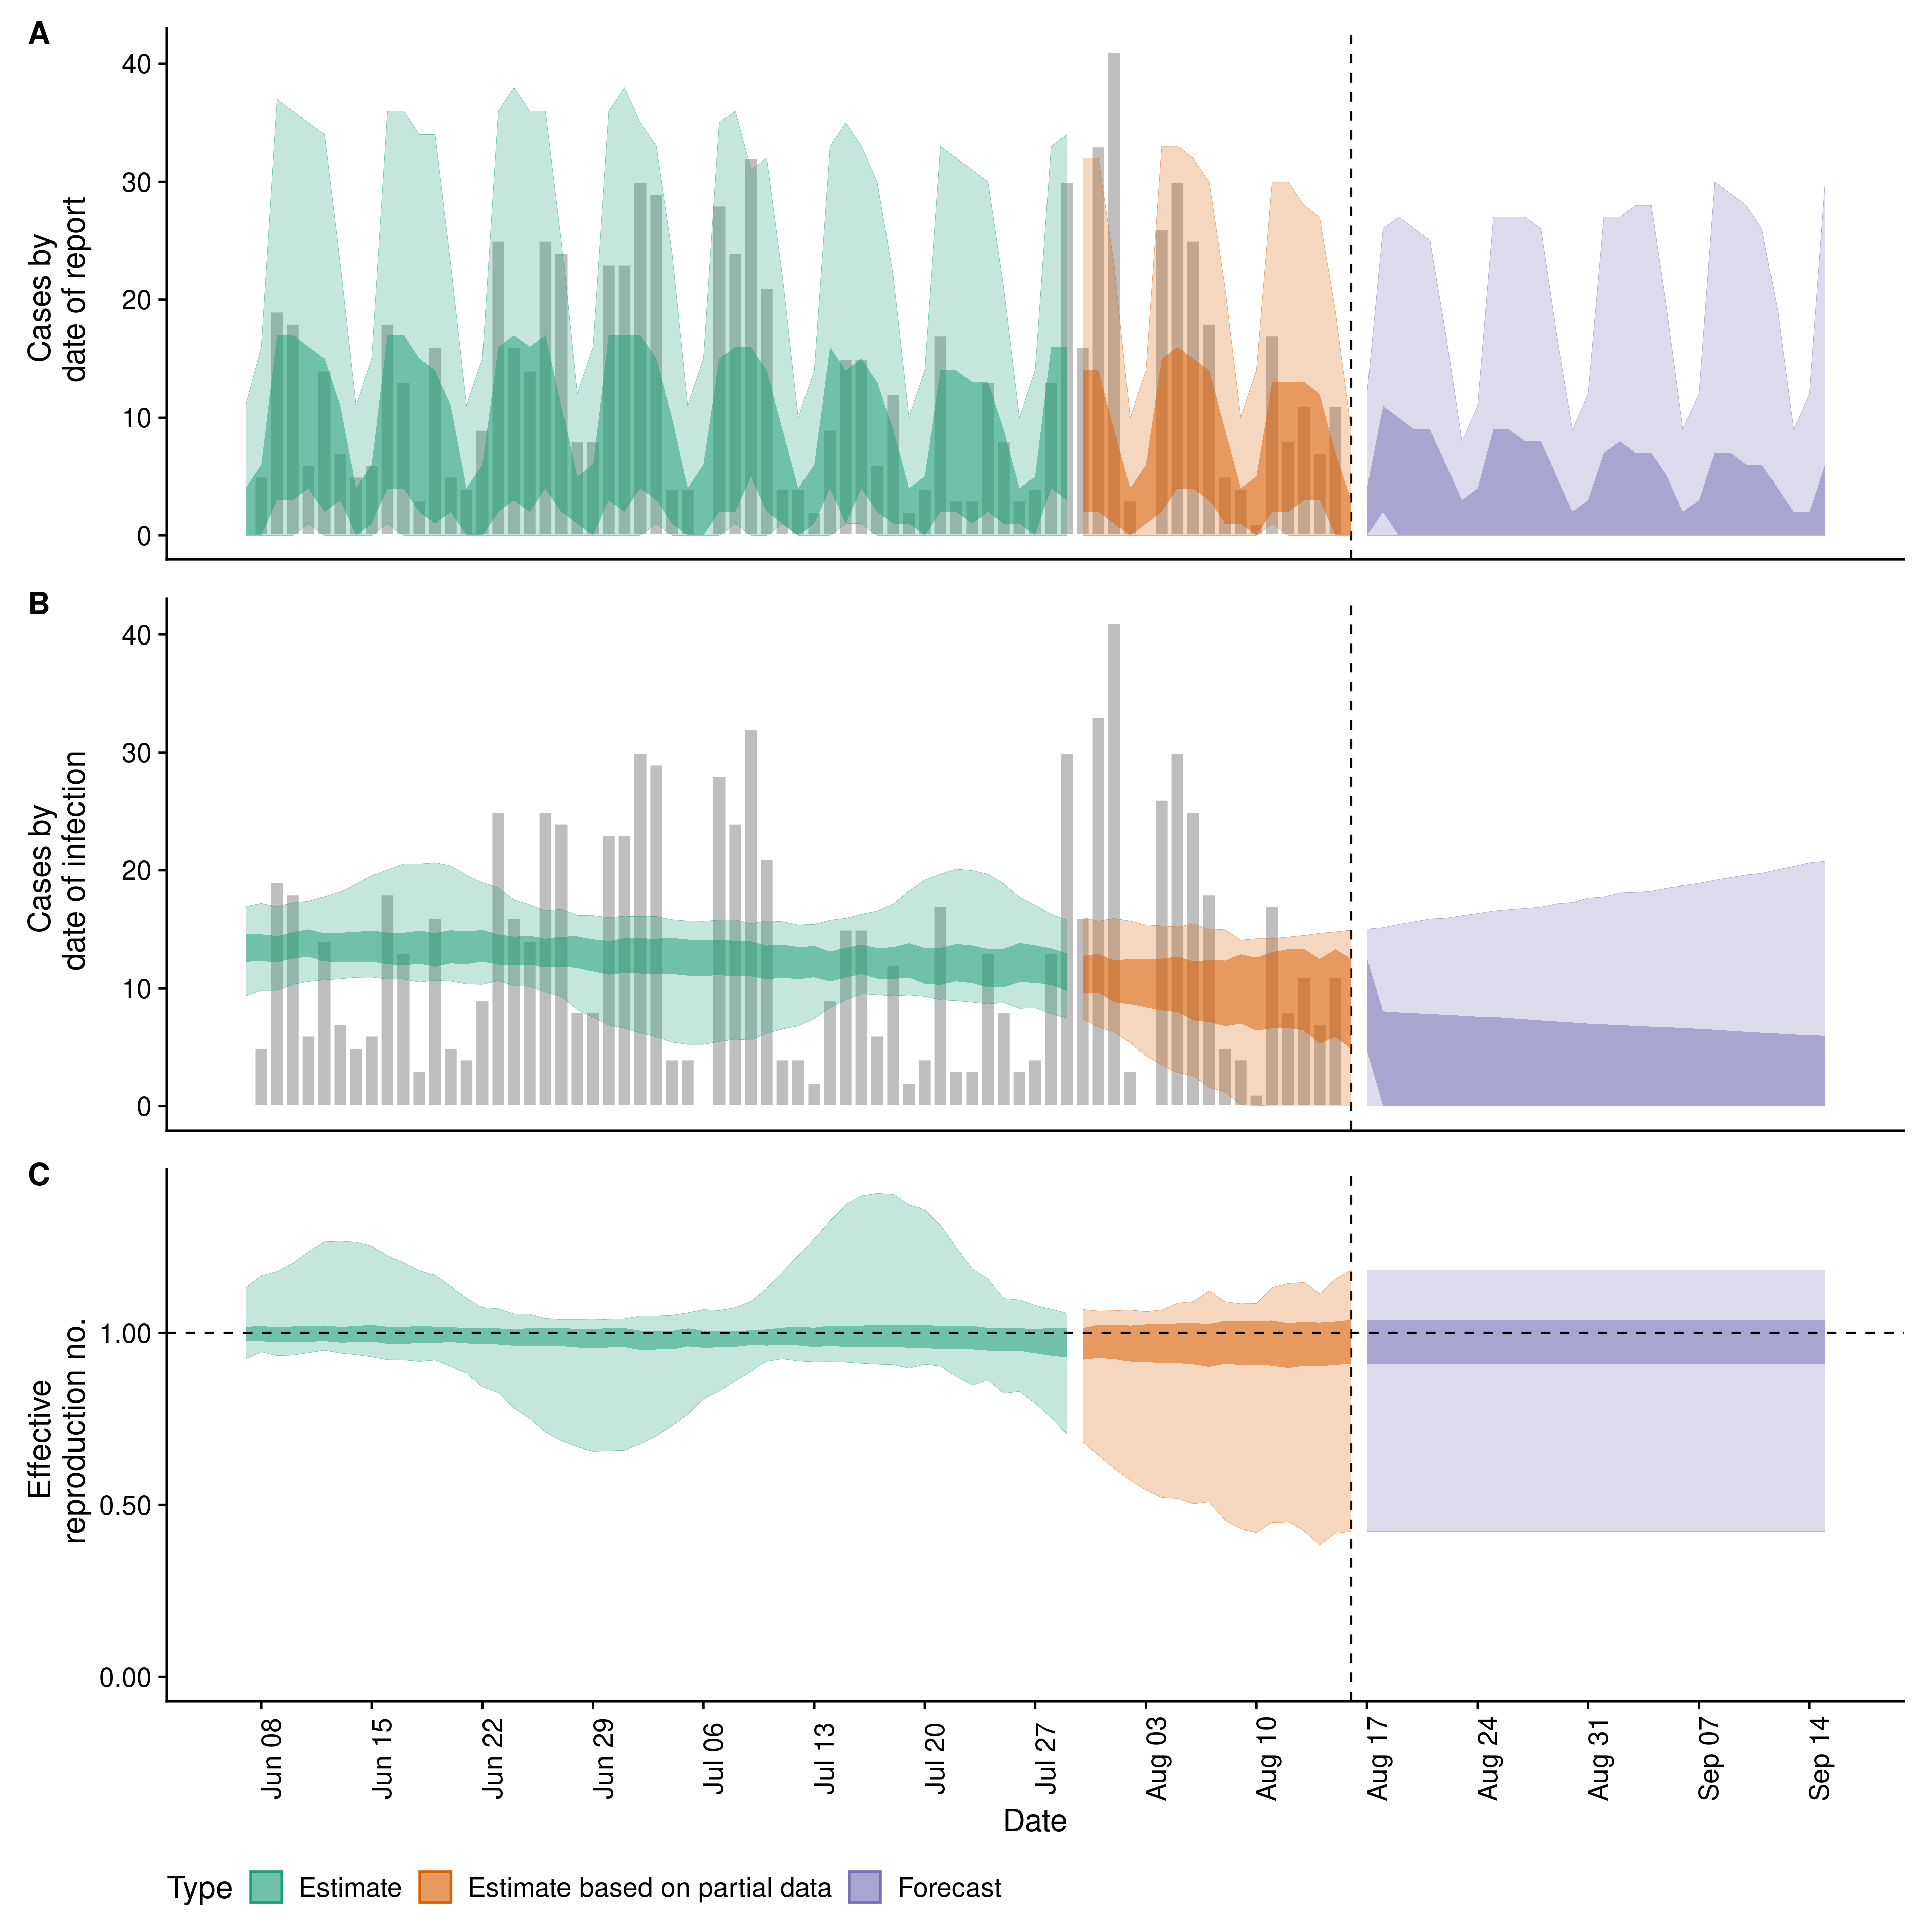 A
Cases by
date of report
40
30
20
10
0
B
Cases by
date of infection
40
30
20
10
0
C
Effective
reproduction no.
1.00
0.50
0.00
Jun 08
Jun 15
Jun 22
Jun 29
Jul 06
Jul 13
Jul 20
Jul 27
Aug 03
Aug 10
Aug 17
Aug 24
Aug 31
Sep 07
Sep 14
Date
Type Estimate Estimate based on partial data Forecast